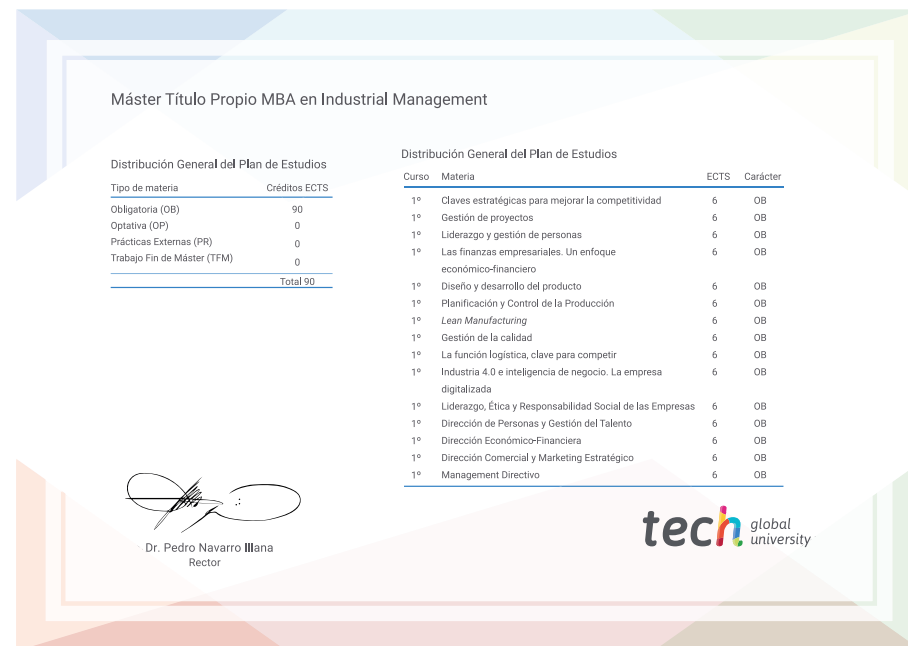 Máster Título Propio MBA en Industrial Management
Distribución General del Plan de Estudios
Tipo de materia Créditos ECTS
Obligatoria (OB) 90
Optativa (OP) 0
Prácticas Externas (PR) 0
Trabajo Fin de Máster (TFM) 0
Total 90
Distribución General del Plan de Estudios
Curso Materia ECTS Carácter
1º Claves estratégicas para mejorar la competitividad 6 OB
1º Gestión de proyectos 6 OB
1º Liderazgo y gestión de personas 6 OB
1º Las finanzas empresariales. Un enfoque 6 OB
económico-financiero
1º Diseño y desarrollo del producto 6 OB
1º Planificación y Control de la Producción 6 OB
1º Lean Manufacturing 6 OB
1º Gestión de la calidad 6 OB
1º La función logística, clave para competir 6 OB
1º Industria 4.0 e inteligencia de negocio. La empresa 6 OB
digitalizada
1º Liderazgo, Ética y Responsabilidad Social de las Empresas 6 OB
1º Dirección de Personas y Gestión del Talento 6 OB
1º Dirección Económico-Financiera 6 OB
1º Dirección Comercial y Marketing Estratégico 6 OB
1º Management Directivo 6 OB
Dr. Pedro Navarro Illana
Rector
tech global
university